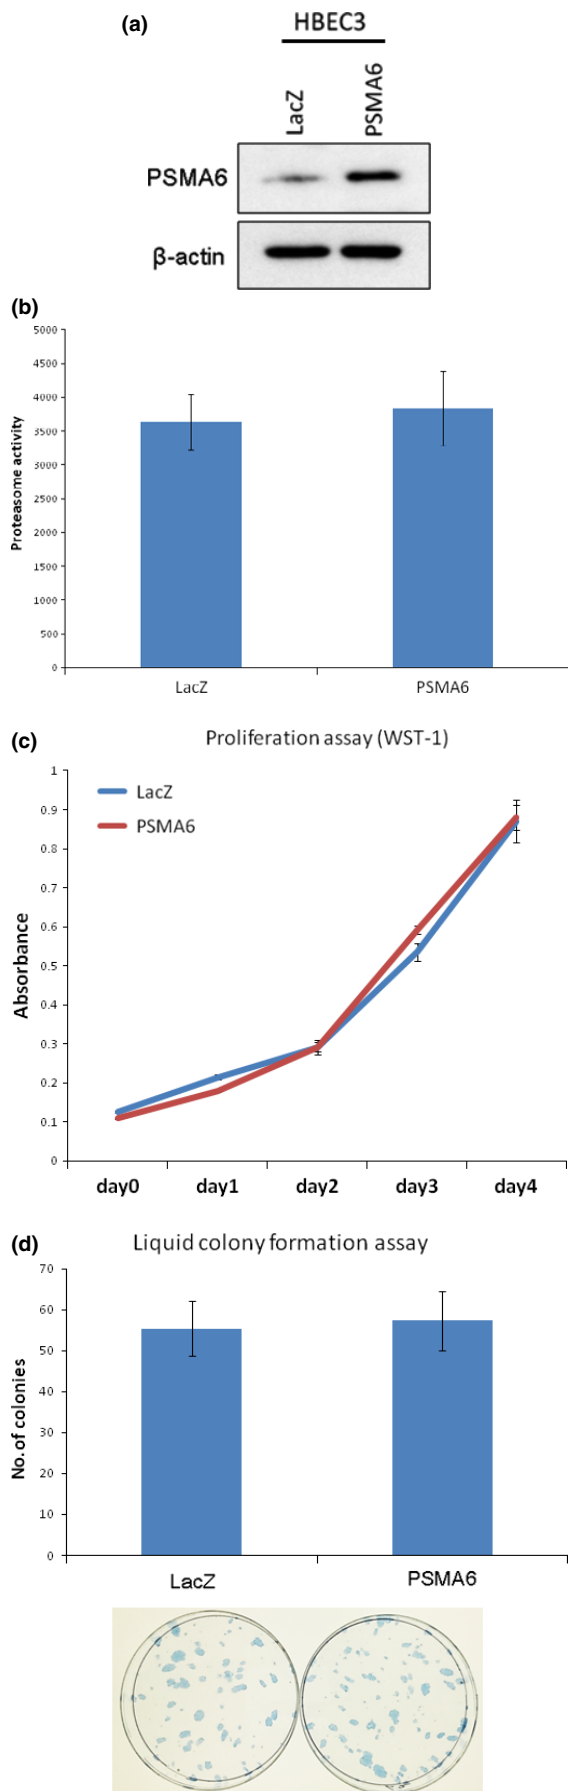 (a)
HBEC3
LacZ
PSMA6
PSMA6
β-actin
(b)
5000
4500
4000
3500
3000
2500
2000
1500
1000
500
0
Proteasome activity
LacZ
PSMA6
(c)
Proliferation assay (WST-1)
LacZ
PSMA6
1
0.9
0.8
0.7
0.6
0.5
0.4
0.3
0.2
0.1
0
Absorbance
day0
day1
day2
day3
day4
(d)
Liquid colony formation assay
70
60
50
40
30
20
10
0
No. of colonies
LacZ
PSMA6